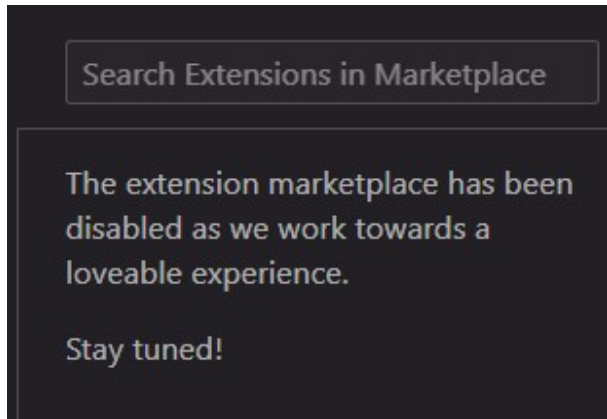 Search Extensions in Marketplace
The extension marketplace has been
disabled as we work towards a
loveable experience.
Stay tuned!